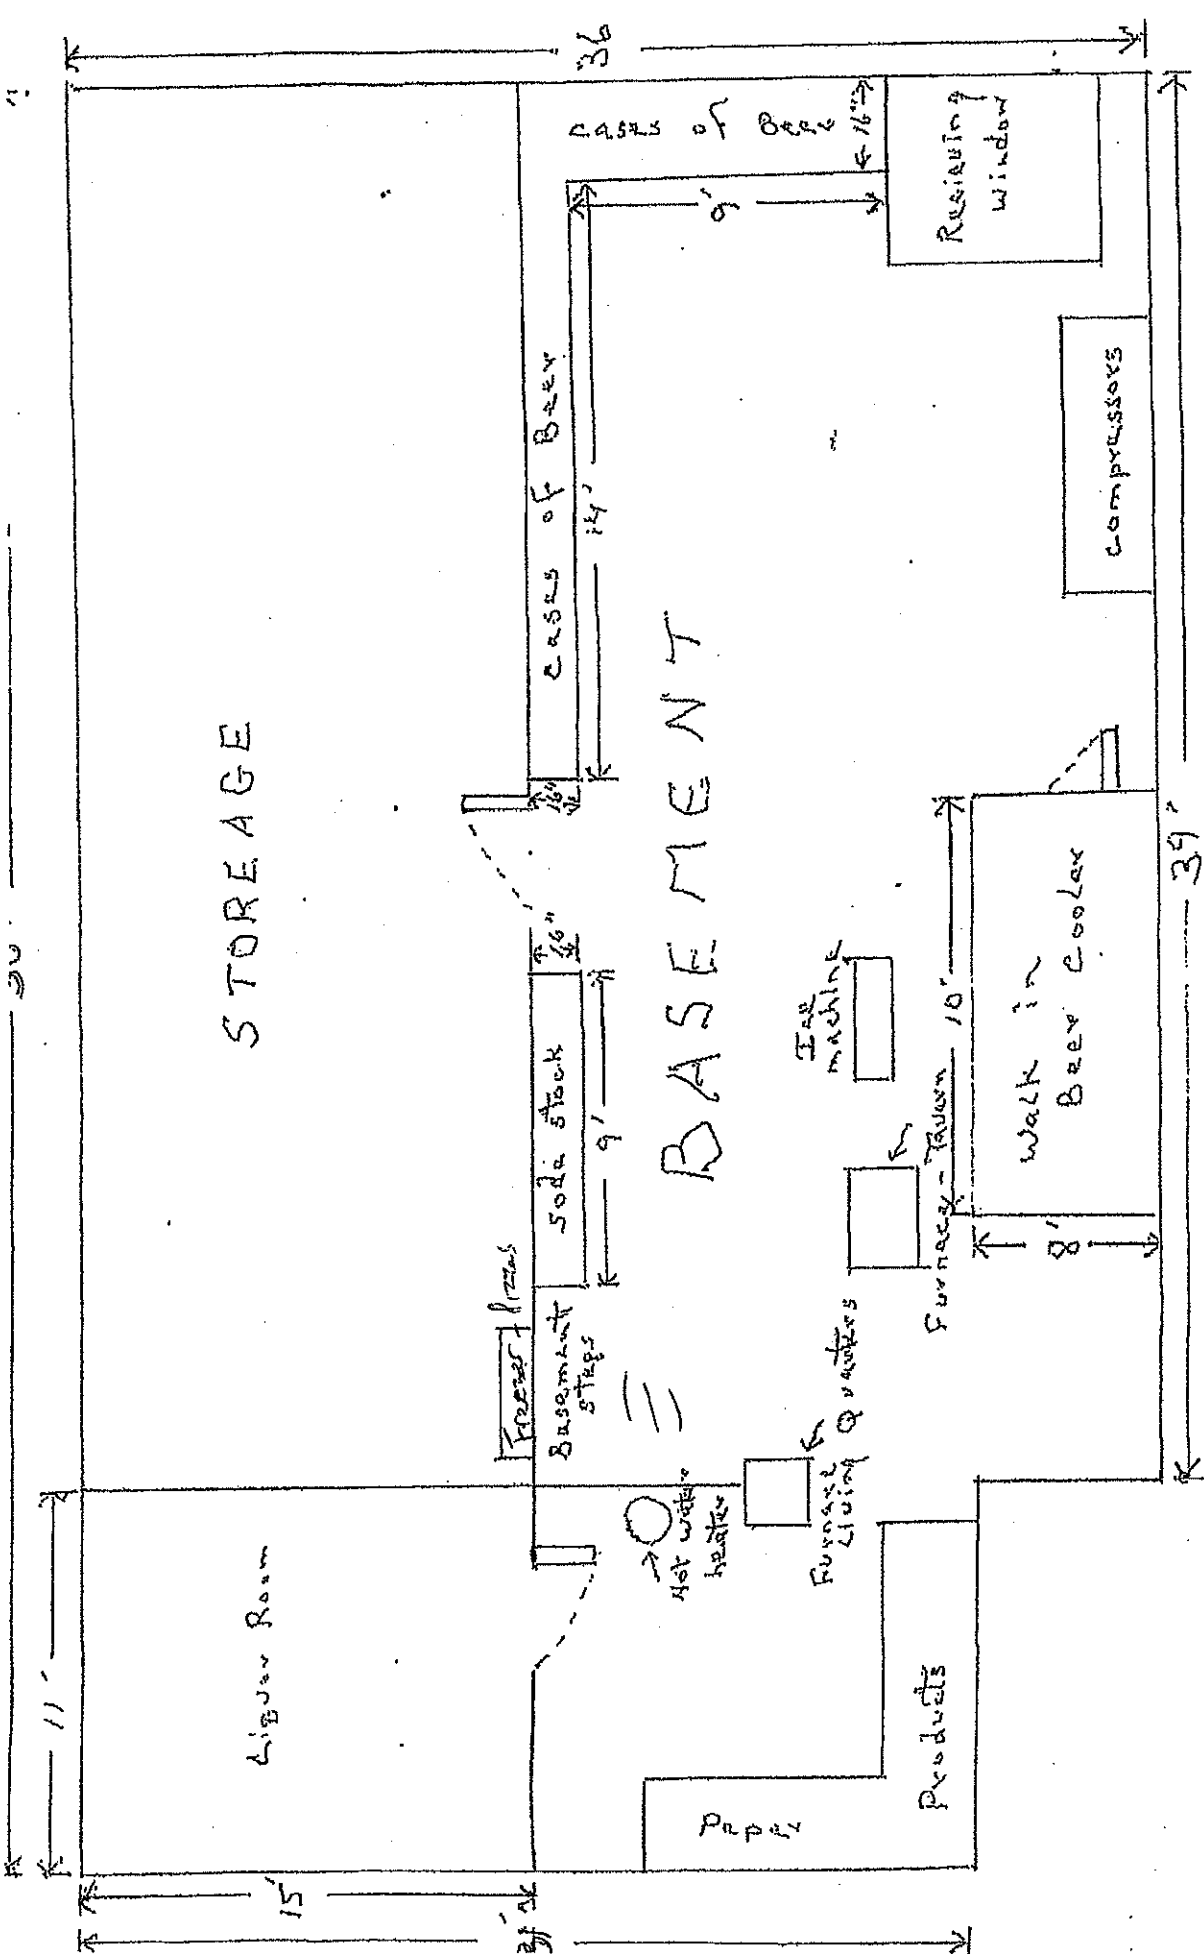 36
STOREAGE
cases of Beer
16"
9'
Receiving
window
cases of Beer
14'
16"
compressors
BASEMENT
16"
soda stock
9'
Ice
machine
10'
Walk in
Beer Cooler
8'
39'
Furnace - Tavern
Freezer
Pizzas
Basement
steps
Hot water
heater
Furnace
Living Quarters
11'
Liquor Room
15'
Paper
Products